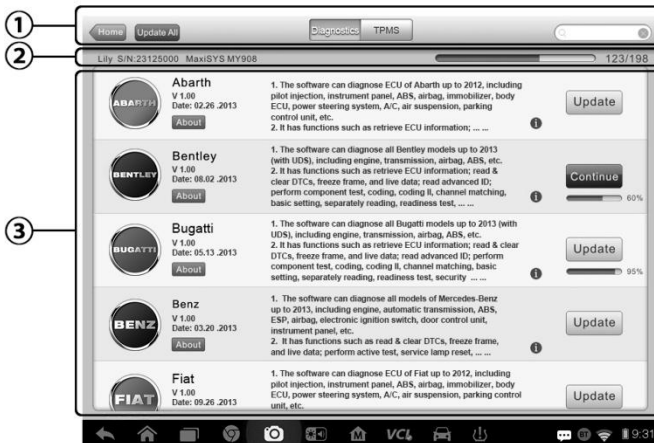 ①
Home
Update All
Diagnostics
TPMS
②
Lily S/N:23125000 MaxiSYS MY908
123/198
③
ABARTH
Abarth
V 1.00
Date: 02.26 .2013
About
1. The software can diagnose ECU of Abarth up to 2012, including
pilot injection, instrument panel, ABS, airbag, immobilizer, body
ECU, power steering system, A/C, air suspension, parking
control unit, etc.
2. It has functions such as retrieve ECU information; ... ...
i
Update
BENTLEY
Bentley
V 1.00
Date: 08.02 .2013
About
1. The software can diagnose all Bentley models up to 2013
(with UDS), including engine, transmission, airbag, ABS, etc.
2. It has functions such as retrieve ECU information; read &
clear DTCs, freeze frame, and live data; read advanced ID;
perform component test, coding, coding II, channel matching,
basic setting, separately reading, readiness test, ... ...
i
Continue
60%
BUGATTI
Bugatti
V 1.00
Date: 05.13 .2013
About
1. The software can diagnose all Bugatti models up to 2013 (with
UDS), including engine, transmission, airbag, ABS, etc.
2. It has functions such as retrieve ECU information; read & clear
DTCs, freeze frame, and live data; read advanced ID; perform
component test, coding, coding II, channel matching, basic
setting, separately reading, readiness test, security ... ...
i
Update
95%
BENZ
Benz
V 1.00
Date: 03.20 .2013
About
1. The software can diagnose all models of Mercedes-Benz
up to 2013, including engine, automatic transmission, ABS,
ESP, airbag, electronic ignition switch, door control unit,
instrument panel, etc.
2. It has functions such as read & clear DTCs, freeze frame,
and live data; perform active test, service lamp reset, ... ...
i
Update
FIAT
Fiat
V 1.00
Date: 09.26 .2013
1. The software can diagnose ECU of Fiat up to 2012, including
pilot injection, instrument panel, ABS, airbag, immobilizer, body
ECU, power steering system, A/C, air suspension, parking control
unit, etc.
Update
M
VCI
BT
9:31